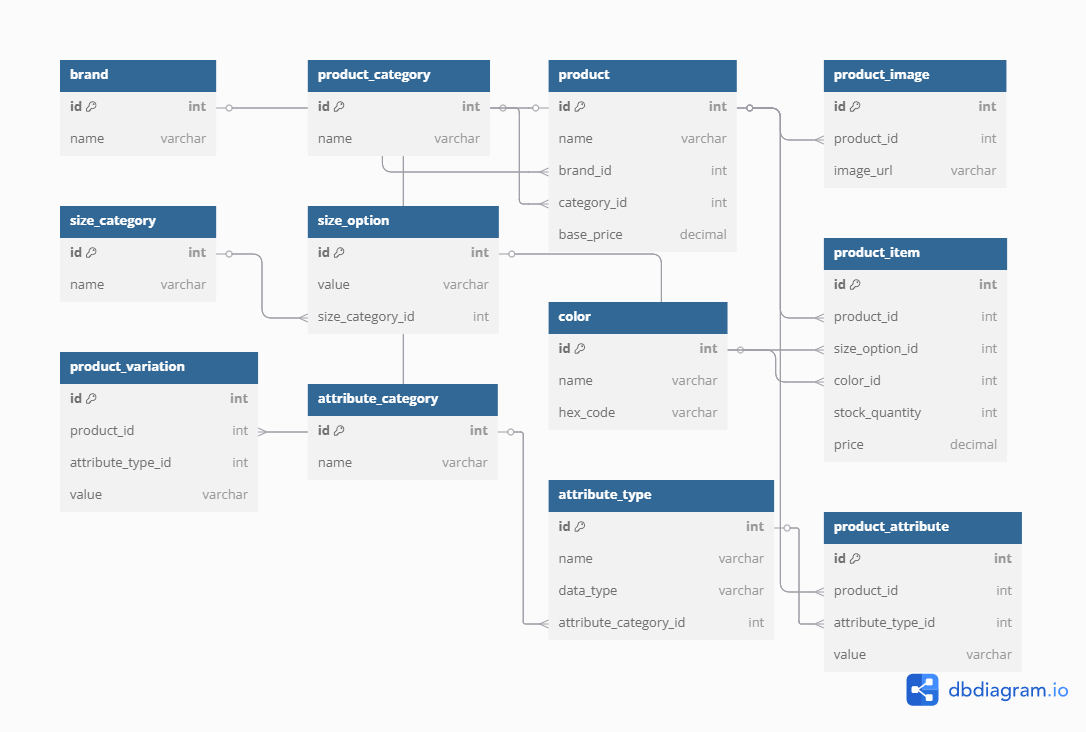 brand
id int
name varchar
product_category
id int
name varchar
product
id int
name varchar
brand_id int
category_id int
base_price decimal
product_image
id int
product_id int
image_url varchar
size_category
id int
name varchar
size_option
id int
value varchar
size_category_id int
color
id int
name varchar
hex_code varchar
product_item
id int
product_id int
size_option_id int
color_id int
stock_quantity int
price decimal
product_variation
id int
product_id int
attribute_type_id int
value varchar
attribute_category
id int
name varchar
attribute_type
id int
name varchar
data_type varchar
attribute_category_id int
product_attribute
id int
product_id int
attribute_type_id int
value varchar
dbdiagram.io